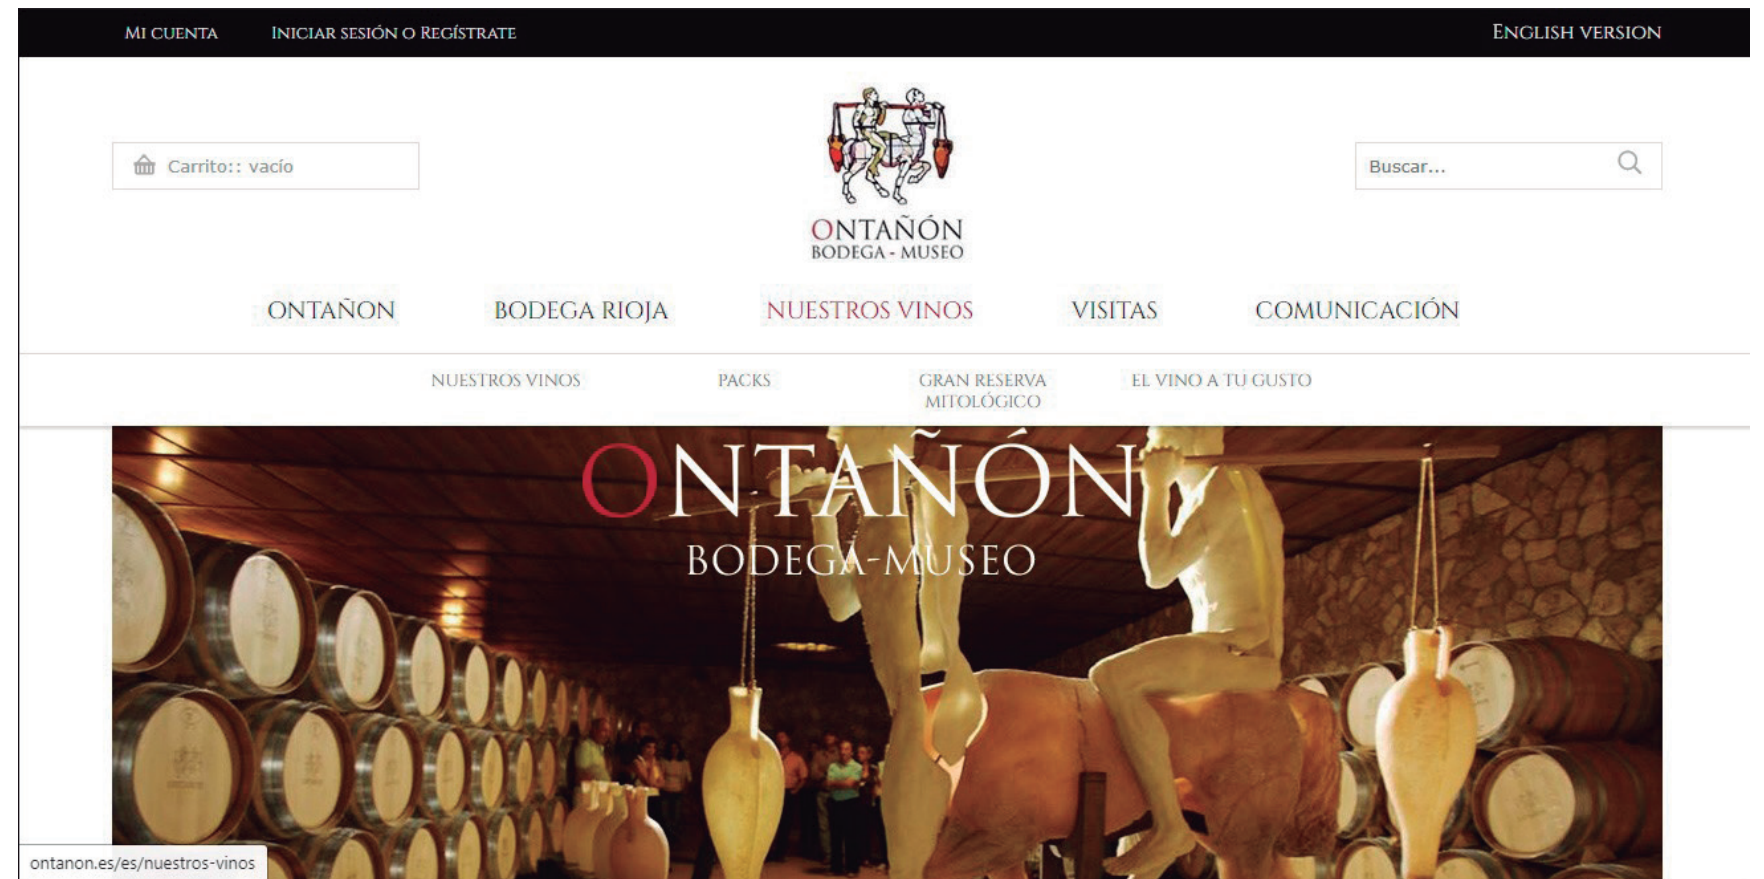 MI CUENTA INICIAR SESIÓN O REGÍSTRATE ENGLISH VERSION
Carrito:: vacío
Buscar...
ONTAÑÓN
BODEGA - MUSEO
ONTAÑON BODEGA RIOJA NUESTROS VINOS VISITAS COMUNICACIÓN
NUESTROS VINOS PACKS GRAN RESERVA EL VINO A TU GUSTO
MITOLÓGICO
ONTAÑÓN
BODEGA-MUSEO
ontanon.es/es/nuestros-vinos